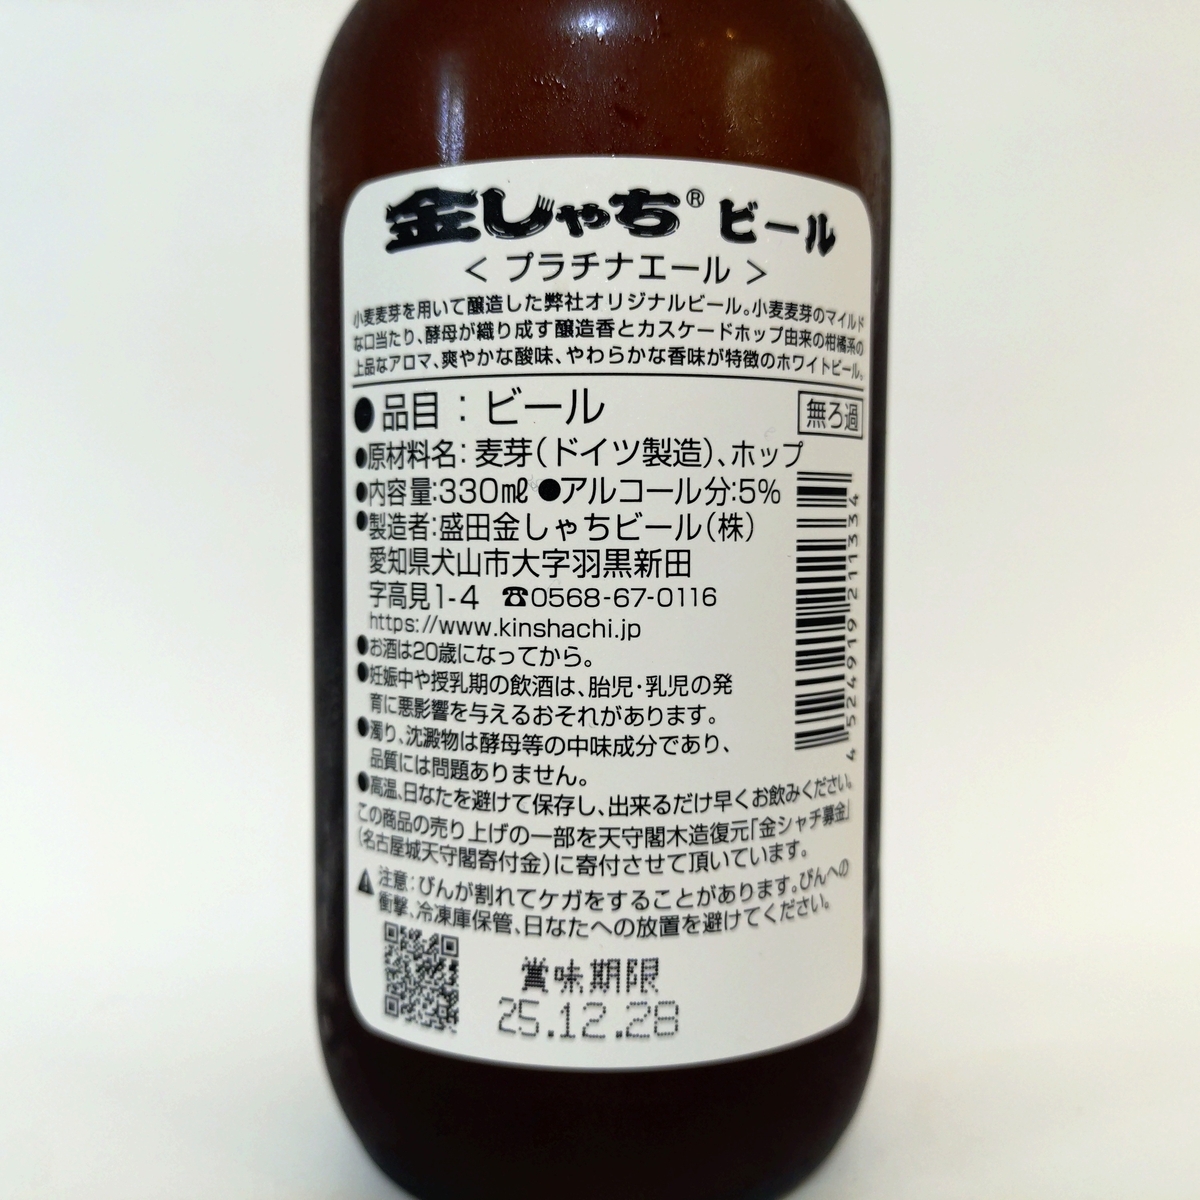 金しゃち® ビール
< プラチナエール >
小麦麦芽を用いて醸造した弊社オリジナルビール。小麦麦芽のマイルド
な口当たり、酵母が織り成す醸造香とカスケードホップ由来の柑橘系の
上品なアロマ、爽やかな酸味、やわらかな香味が特徴のホワイトビール。
●品目：ビール 無ろ過
●原材料名：麦芽(ドイツ製造)、ホップ
●内容量:330㎖ ●アルコール分:5%
●製造者:盛田金しゃちビール(株)
愛知県犬山市大字羽黒新田
字高見1-4 ☎0568-67-0116
https://www.kinshachi.jp
●お酒は20歳になってから。
●妊娠中や授乳期の飲酒は、胎児・乳児の発
育に悪影響を与えるおそれがあります。
●濁り、沈澱物は酵母等の中味成分であり、
品質には問題ありません。
●高温、日なたを避けて保存し、出来るだけ早くお飲みください。
この商品の売り上げの一部を天守閣木造復元「金シャチ募金」
(名古屋城天守閣寄付金)に寄付させて頂いています。
⚠注意:びんが割れてケガをすることがあります。びんへの
衝撃、冷凍庫保管、日なたへの放置を避けてください。
賞味期限
25.12.28
4 524919 211334